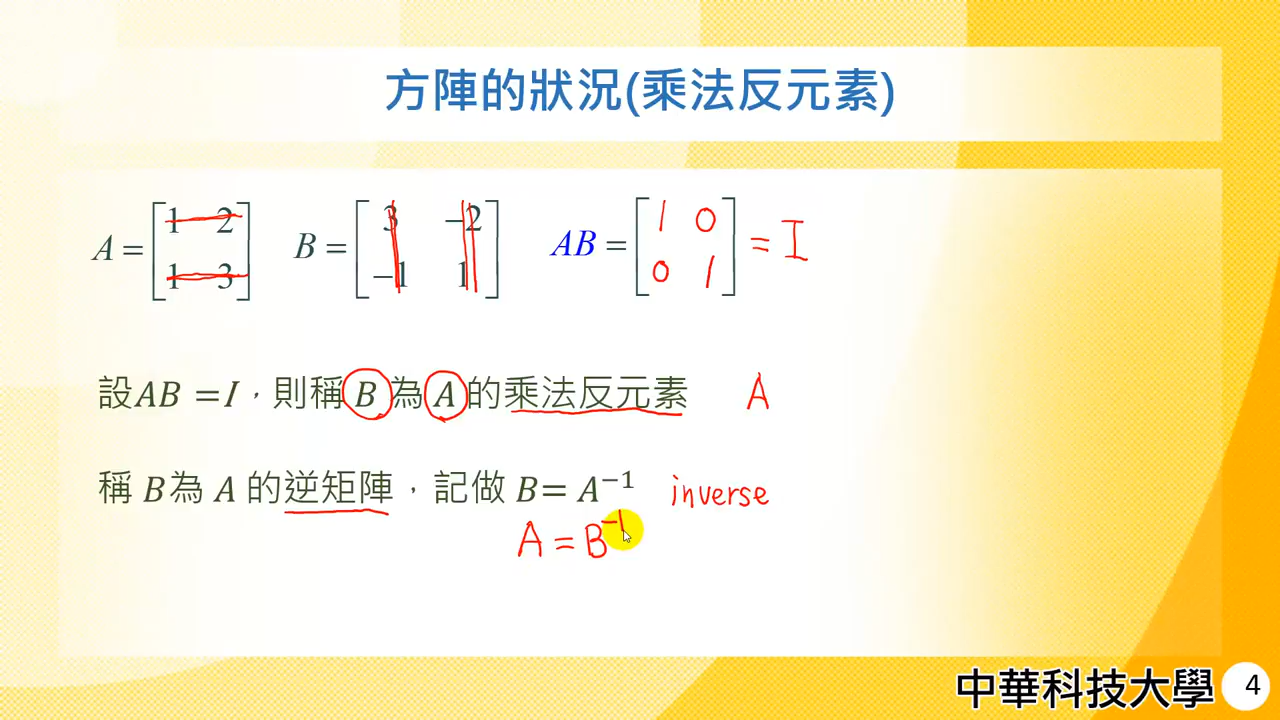 方陣的狀況(乘法反元素)
A = [1 2 B = [3 −2 AB = [1 0 = I
1 3] −1 1] 0 1]
設AB = I，則稱 B 為 A 的乘法反元素 A
稱 B為 A 的逆矩陣，記做 B= A⁻¹ inverse
A = B⁻¹
中華科技大學 4